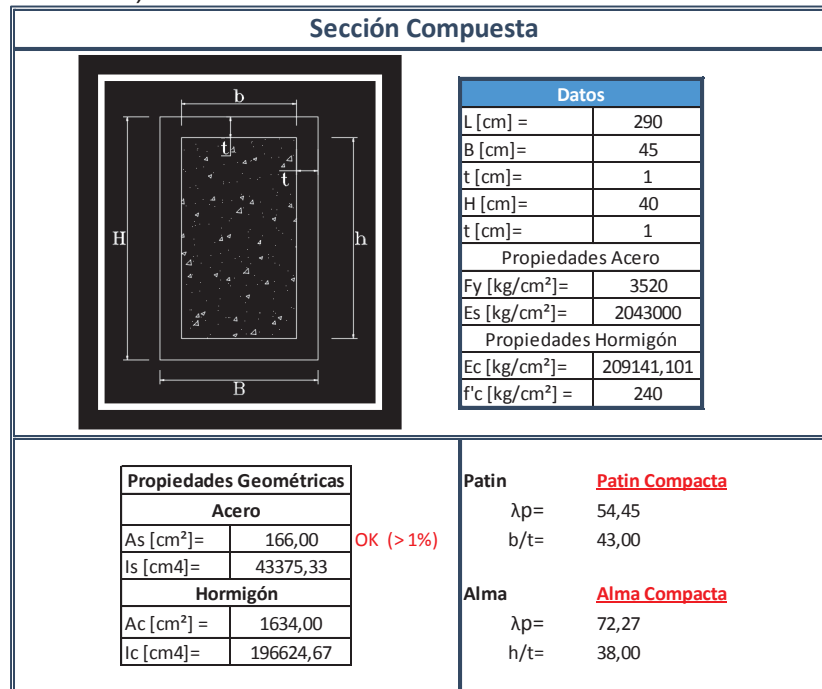 Sección Compuesta
b
t
t
H
h
B
Datos
L [cm] = 290
B [cm]= 45
t [cm]= 1
H [cm]= 40
t [cm]= 1
Propiedades Acero
Fy [kg/cm²]= 3520
Es [kg/cm²]= 2043000
Propiedades Hormigón
Ec [kg/cm²]= 209141,101
f'c [kg/cm²] = 240
Propiedades Geométricas
Acero
As [cm²]= 166,00 OK (> 1%)
Is [cm4]= 43375,33
Hormigón
Ac [cm²] = 1634,00
Ic [cm4]= 196624,67
Patin Patin Compacta
λp= 54,45
b/t= 43,00
Alma Alma Compacta
λp= 72,27
h/t= 38,00